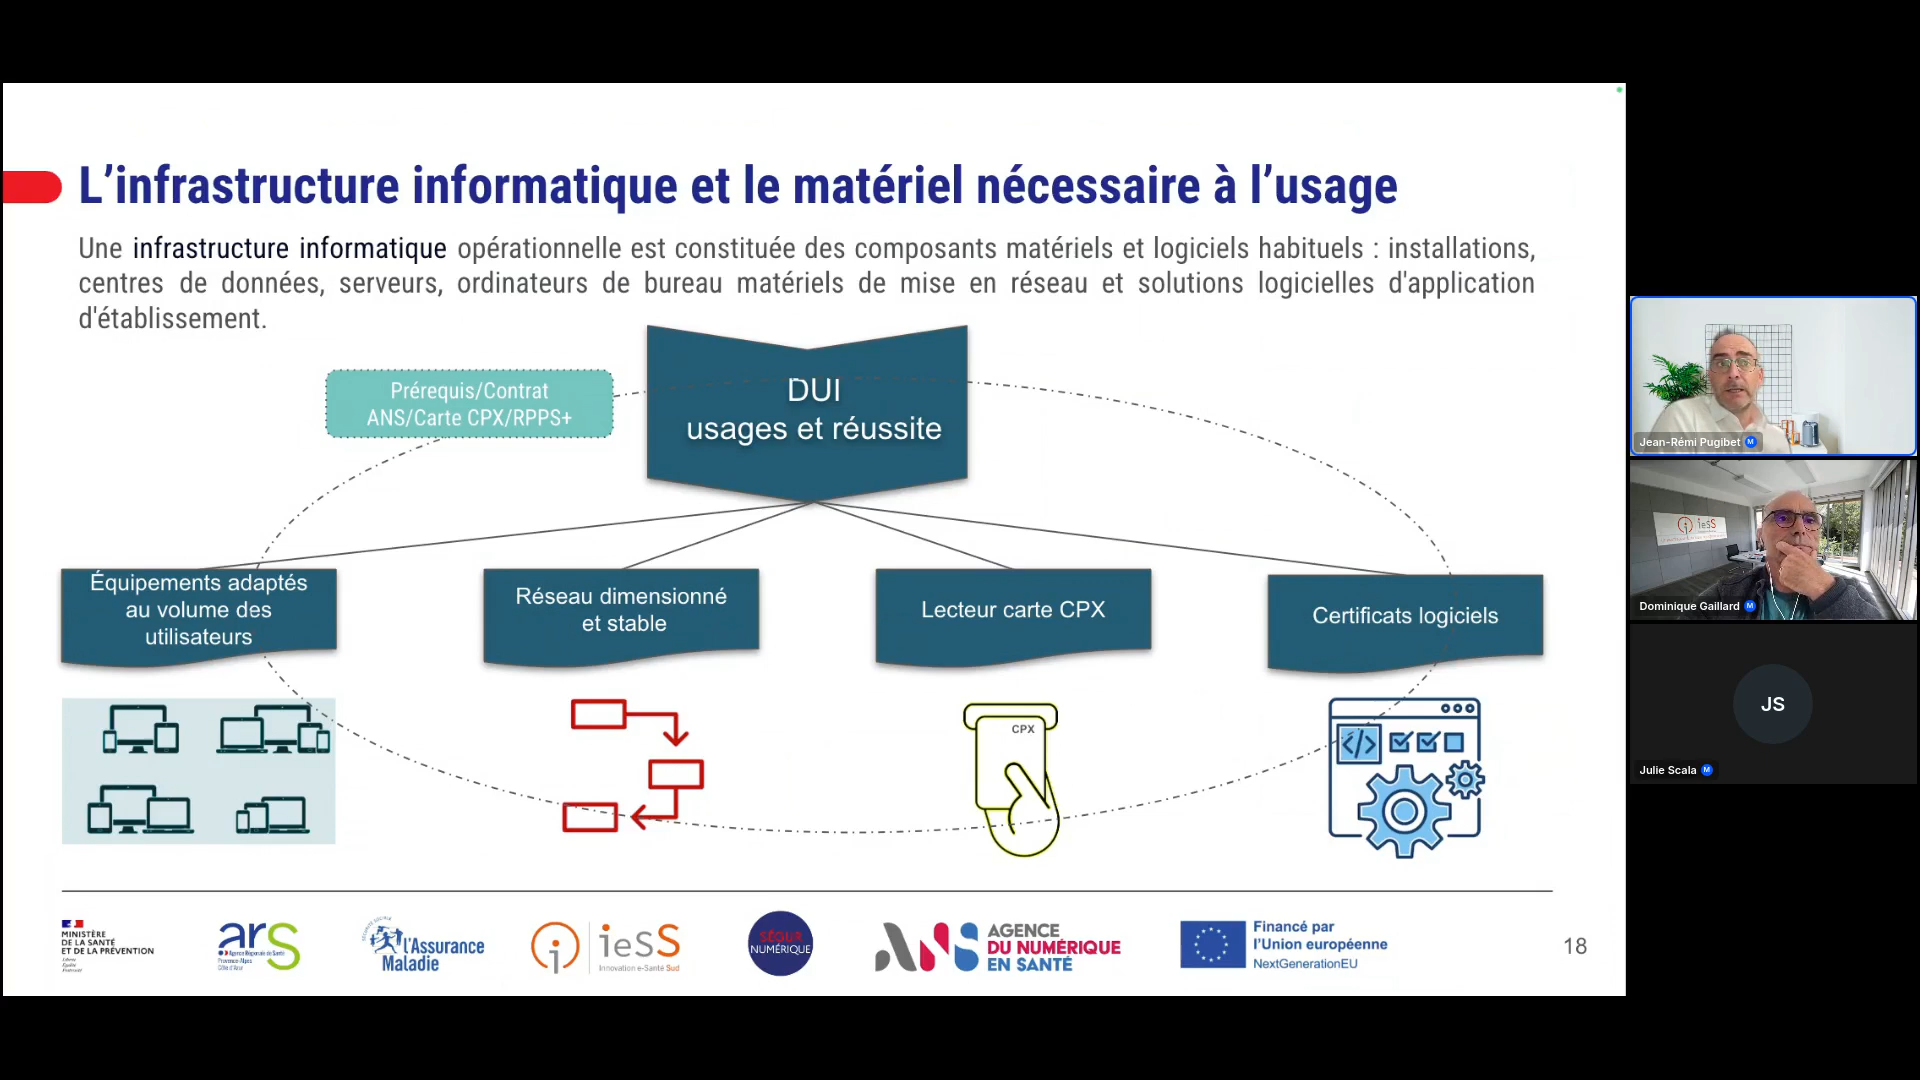 L'infrastructure informatique et le matériel nécessaire à l'usage
Une infrastructure informatique opérationnelle est constituée des composants matériels et logiciels habituels : installations,
centres de données, serveurs, ordinateurs de bureau matériels de mise en réseau et solutions logicielles d'application
d'établissement.
Prérequis/Contrat
ANS/Carte CPX/RPPS+
DUI
usages et réussite
Équipements adaptés
au volume des
utilisateurs
Réseau dimensionné
et stable
Lecteur carte CPX
Certificats logiciels
CPX
</>
MINISTÈRE
DE LA SANTÉ
ET DE LA PRÉVENTION
Liberté
Égalité
Fraternité
ars
Agence Régionale de Santé
Provence-Alpes
Côte d'Azur
l'Assurance
Maladie
i
ieSS
Innovation e-Santé Sud
SÉGUR
NUMÉRIQUE
ANS
AGENCE
DU NUMÉRIQUE
EN SANTÉ
Financé par
l'Union européenne
NextGenerationEU
18
Jean-Rémi Pugibet M
ieSS
Dominique Gaillard M
JS
Julie Scala M